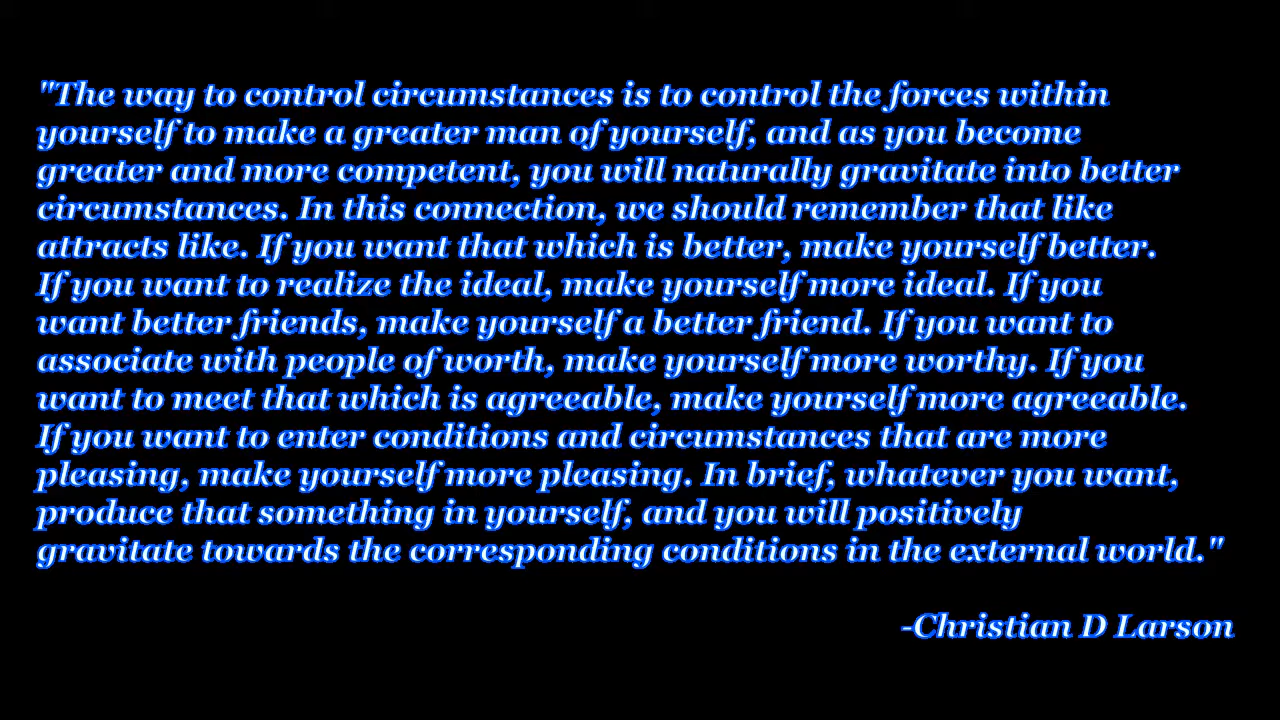 "The way to control circumstances is to control the forces within
yourself to make a greater man of yourself, and as you become
greater and more competent, you will naturally gravitate into better
circumstances. In this connection, we should remember that like
attracts like. If you want that which is better, make yourself better.
If you want to realize the ideal, make yourself more ideal. If you
want better friends, make yourself a better friend. If you want to
associate with people of worth, make yourself more worthy. If you
want to meet that which is agreeable, make yourself more agreeable.
If you want to enter conditions and circumstances that are more
pleasing, make yourself more pleasing. In brief, whatever you want,
produce that something in yourself, and you will positively
gravitate towards the corresponding conditions in the external world."
-Christian D Larson